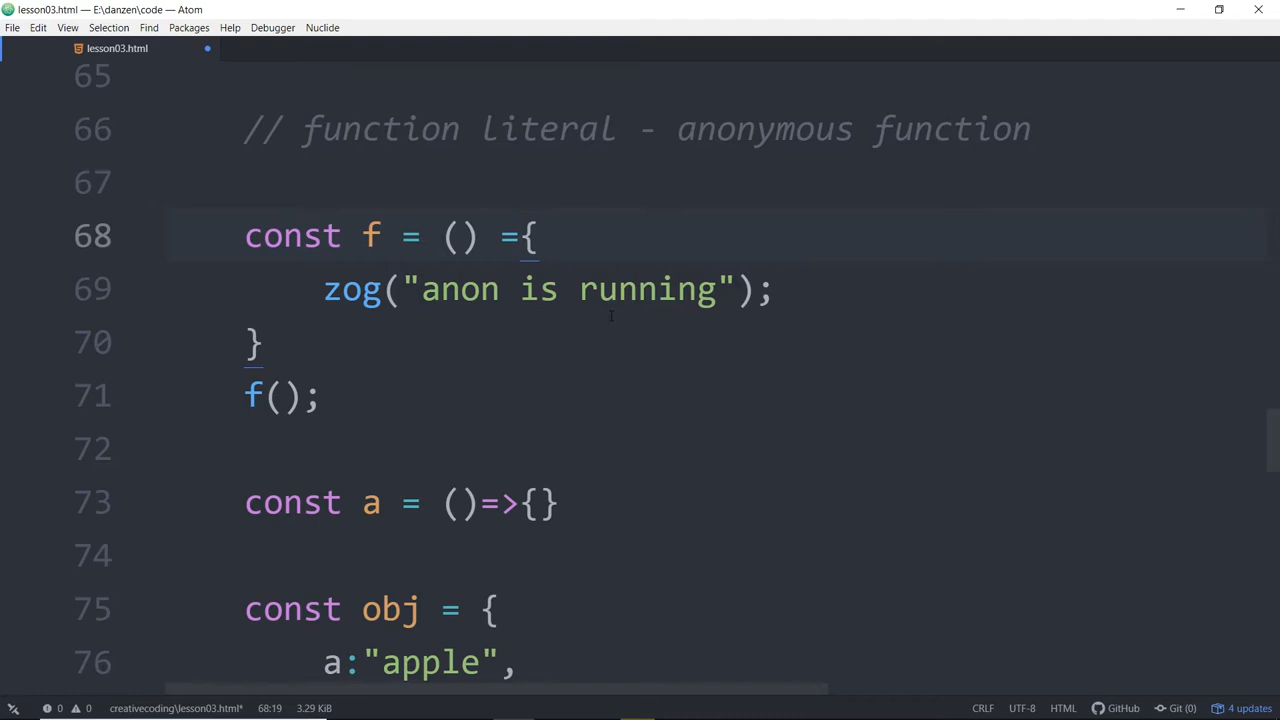 lesson03.html — E:\danzen\code — Atom
File Edit View Selection Find Packages Help Debugger Nuclide
lesson03.html
65
66 // function literal - anonymous function
67
68 const f = () ={
69 zog("anon is running");
70 }
71 f();
72
73 const a = ()=>{}
74
75 const obj = {
76 a:"apple",
0 0 creativecoding\lesson03.html* 68:19 3.29 KiB CRLF UTF-8 HTML GitHub Git (0) 4 updates